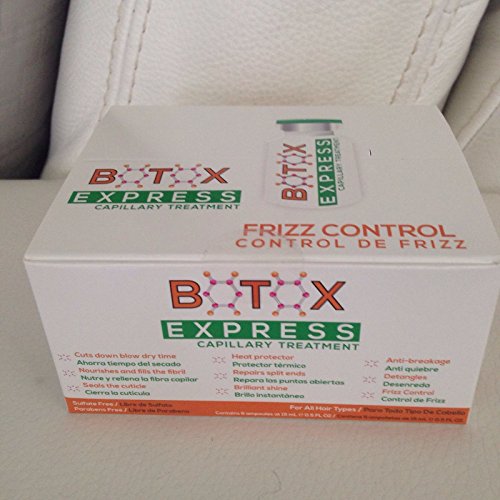 BOTOX
EXPRESS
CAPILLARY TREATMENT
BOTOX
EXPRESS
CAPILLARY TREATMENT
FRIZZ CONTROL
CONTROL DE FRIZZ
BOTOX
EXPRESS
CAPILLARY TREATMENT
Cuts down blow dry time
Ahorra tiempo del secado
Nourishes and fills the fibril
Nutre y rellena la fibra capilar
Seals the cuticle
Cierra la cutícula
Heat protector
Protector térmico
Repairs split ends
Repara las puntas abiertas
Brilliant shine
Brillo instantáneo
Anti-breakage
Anti quiebre
Detangles
Desenreda
Frizz Control
Control de Frizz
Sulfate Free / Libre de Sulfato
Parabens Free / Libre de Parabens
For All Hair Types / Para Todo Tipo De Cabello